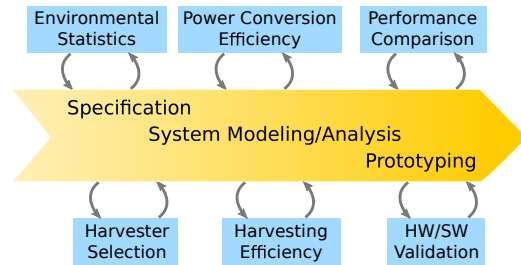 Environmental
Statistics
Power Conversion
Efficiency
Performance
Comparison
Specification
System Modeling/Analysis
Prototyping
Harvester
Selection
Harvesting
Efficiency
HW/SW
Validation